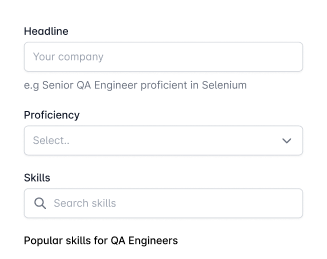 Headline
Your company
e.g Senior QA Engineer proficient in Selenium
Proficiency
Select..
Skills
Search skills
Popular skills for QA Engineers